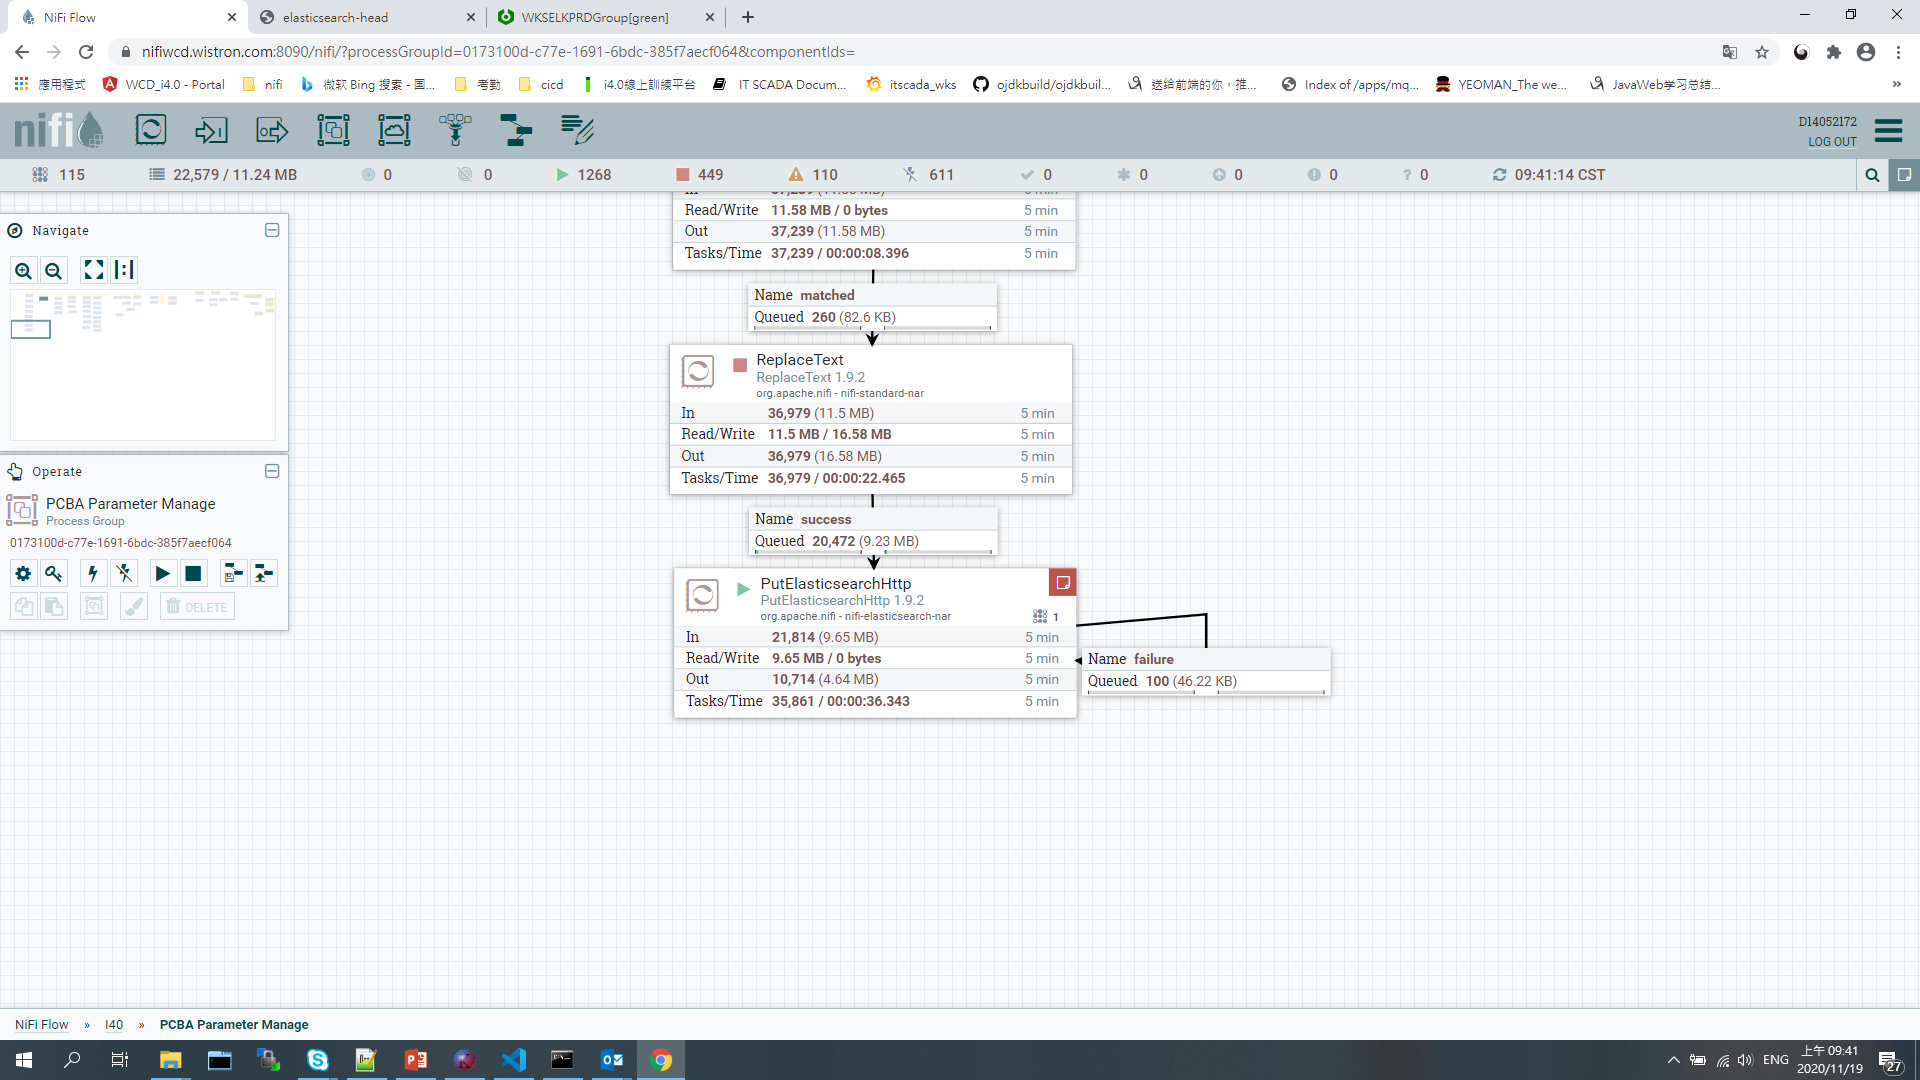 NiFi Flow
elasticsearch-head
WKSELKPRDGroup[green]
nifiwcd.wistron.com:8090/nifi/?processGroupId=0173100d-c77e-1691-6bdc-385f7aecf064&componentIds=
應用程式 WCD_i4.0 - Portal nifi 微软 Bing 搜索 - 国... 考勤 cicd i4.0線上訓練平台 IT SCADA Docum... itscada_wks ojdkbuild/ojdkbuil... 送给前端的你，推... Index of /apps/mq... YEOMAN_The we... JavaWeb学习总结... »
nifi
D14052172
LOG OUT
115 22,579 / 11.24 MB 0 0 1268 449 110 611 0 0 0 0 ? 0 09:41:14 CST
Read/Write 11.58 MB / 0 bytes 5 min
Out 37,239 (11.58 MB) 5 min
Tasks/Time 37,239 / 00:00:08.396 5 min
Name matched
Queued 260 (82.6 KB)
ReplaceText
ReplaceText 1.9.2
org.apache.nifi - nifi-standard-nar
In 36,979 (11.5 MB) 5 min
Read/Write 11.5 MB / 16.58 MB 5 min
Out 36,979 (16.58 MB) 5 min
Tasks/Time 36,979 / 00:00:22.465 5 min
Name success
Queued 20,472 (9.23 MB)
PutElasticsearchHttp
PutElasticsearchHttp 1.9.2
org.apache.nifi - nifi-elasticsearch-nar
1
In 21,814 (9.65 MB) 5 min
Read/Write 9.65 MB / 0 bytes 5 min
Out 10,714 (4.64 MB) 5 min
Tasks/Time 35,861 / 00:00:36.343 5 min
Name failure
Queued 100 (46.22 KB)
Navigate
Operate
PCBA Parameter Manage
Process Group
0173100d-c77e-1691-6bdc-385f7aecf064
DELETE
NiFi Flow » I40 » PCBA Parameter Manage
ENG
上午 09:41
2020/11/19
27